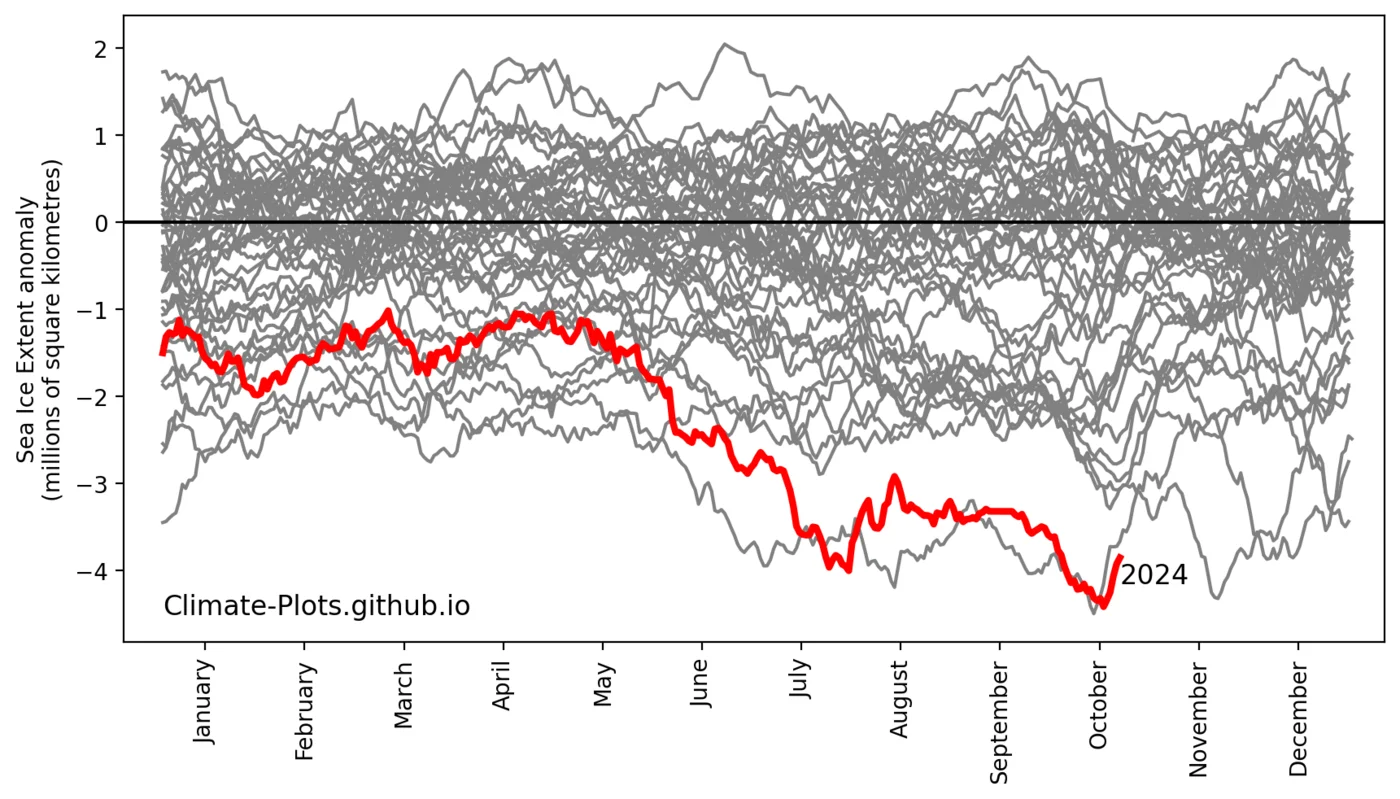 Sea Ice Extent anomaly
(millions of square kilometres)
2
1
0
−1
−2
−3
−4
2024
Climate-Plots.github.io
January
February
March
April
May
June
July
August
September
October
November
December